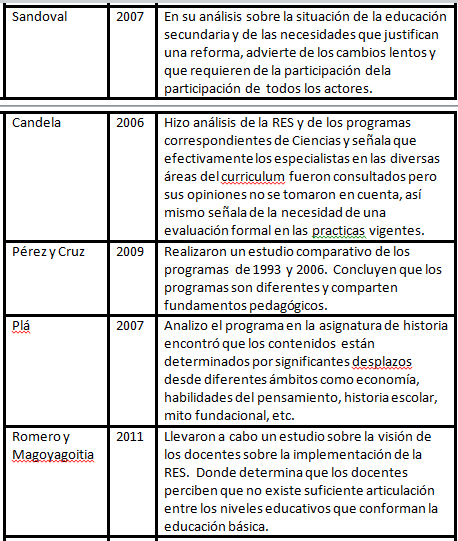 Sandoval 2007 En su análisis sobre la situación de la educación
secundaria y de las necesidades que justifican
una reforma, advierte de los cambios lentos y
que requieren de la participación dela
participación de todos los actores.
Candela 2006 Hizo análisis de la RES y de los programas
correspondientes de Ciencias y señala que
efectivamente los especialistas en las diversas
áreas del curriculum fueron consultados pero
sus opiniones no se tomaron en cuenta, así
mismo señala de la necesidad de una
evaluación formal en las practicas vigentes.
Pérez y Cruz 2009 Realizaron un estudio comparativo de los
programas de 1993 y 2006. Concluyen que los
programas son diferentes y comparten
fundamentos pedagógicos.
Plá 2007 Analizo el programa en la asignatura de historia
encontró que los contenidos están
determinados por significantes desplazos
desde diferentes ámbitos como economía,
habilidades del pensamiento, historia escolar,
mito fundacional, etc.
Romero y 2011 Llevaron a cabo un estudio sobre la visión de
Magoyagoitia los docentes sobre la implementación de la
RES. Donde determina que los docentes
perciben que no existe suficiente articulación
entre los niveles educativos que conforman la
educación básica.